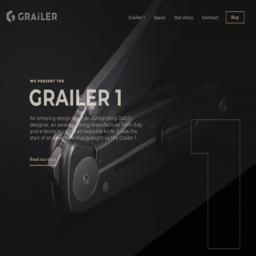 GRAILER
Grailer 1
Specs
Our story
Contact
Buy
WE PRESENT THE
GRAILER 1
An amazing design by an outstanding Dutch
designer, an award winning manufacturer from Italy
and a desire to create an exquisite knife. It was the
start of an adventure that brought us the Grailer 1.
Read our story
1